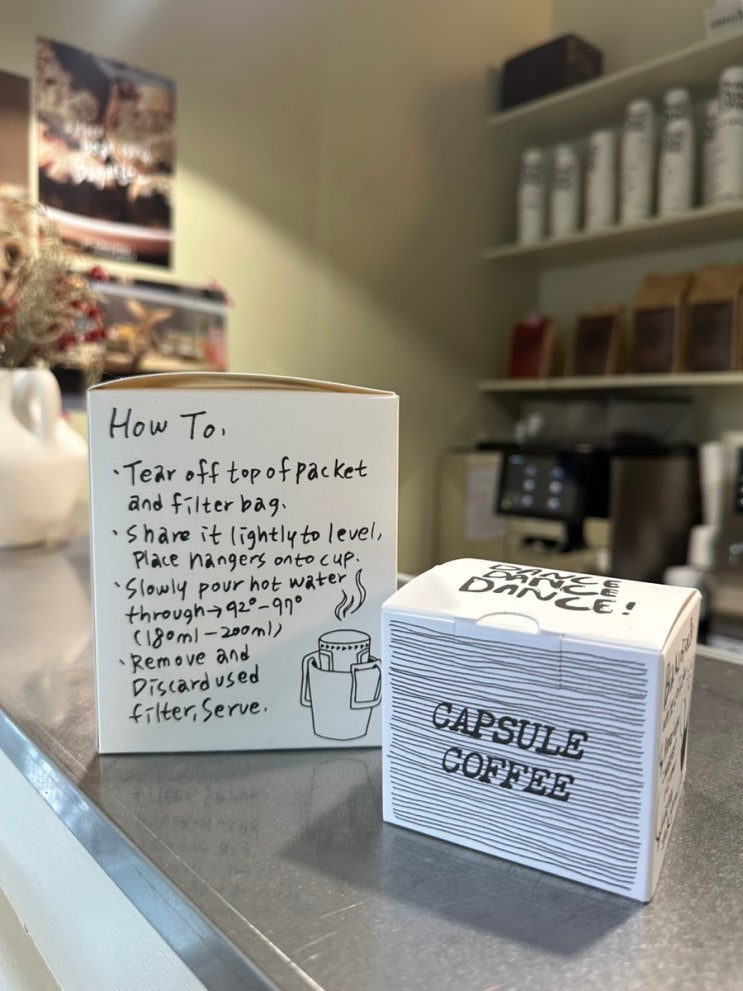 How To,
·Tear off top of packet
and filter bag.
·Share it lightly to level,
Place hangers onto cup.
·Slowly pour hot water
through→92°-97°
(180ml-200ml)
·Remove and
Discard used
filter, Serve.
DANCE
DANCE
DANCE!
CAPSULE
COFFEE